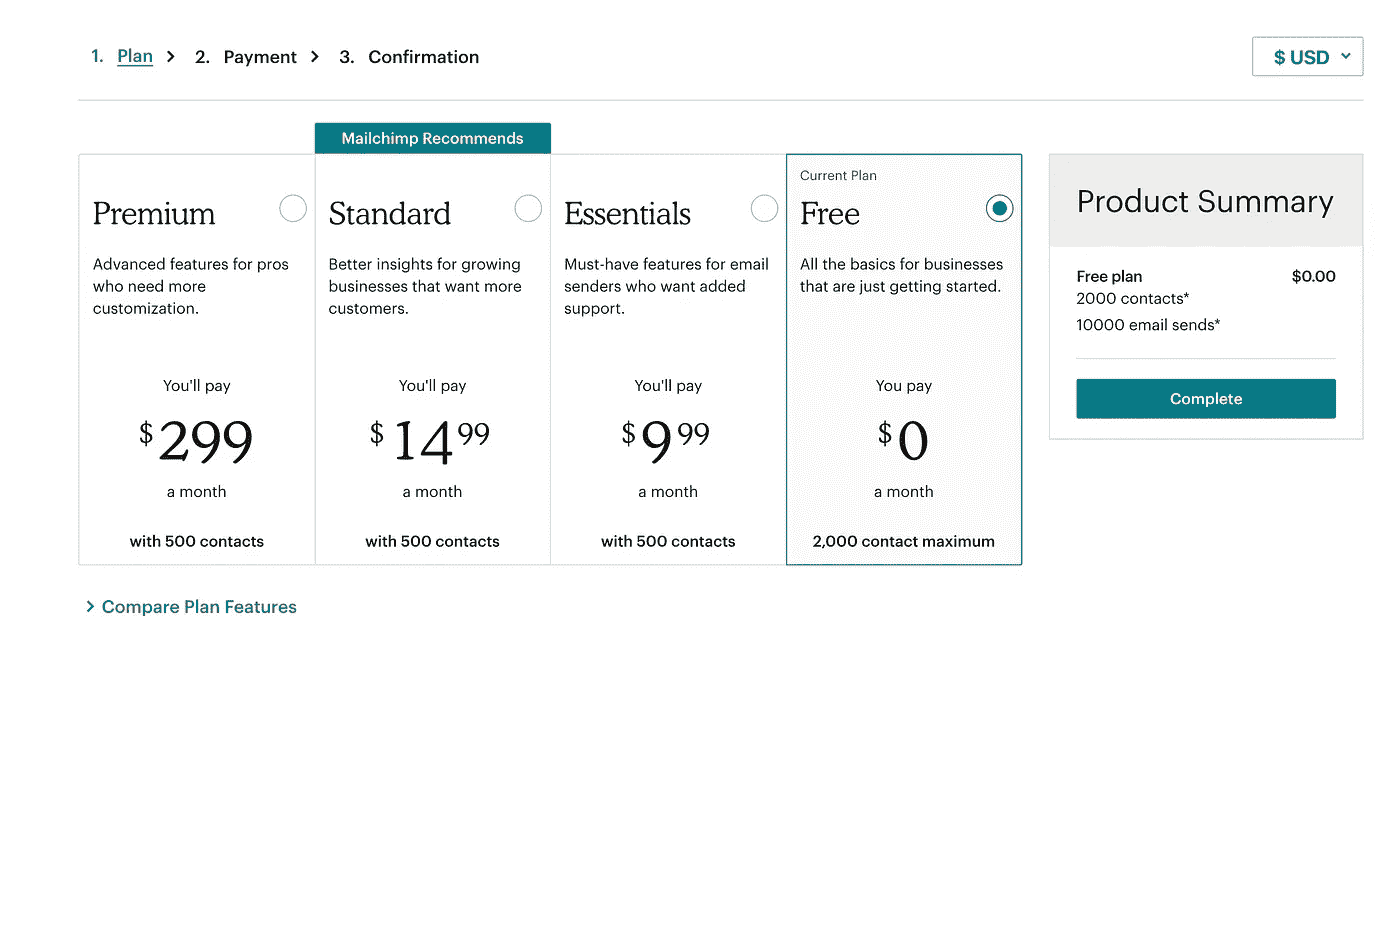 1. Plan > 2. Payment > 3. Confirmation
$ USD
Mailchimp Recommends
Premium
Advanced features for pros
who need more
customization.
You'll pay
$299
a month
with 500 contacts
Standard
Better insights for growing
businesses that want more
customers.
You'll pay
$14 99
a month
with 500 contacts
Essentials
Must-have features for email
senders who want added
support.
You'll pay
$9 99
a month
with 500 contacts
Current Plan
Free
All the basics for businesses
that are just getting started.
You pay
$0
a month
2,000 contact maximum
Product Summary
Free plan $0.00
2000 contacts*
10000 email sends*
Complete
> Compare Plan Features